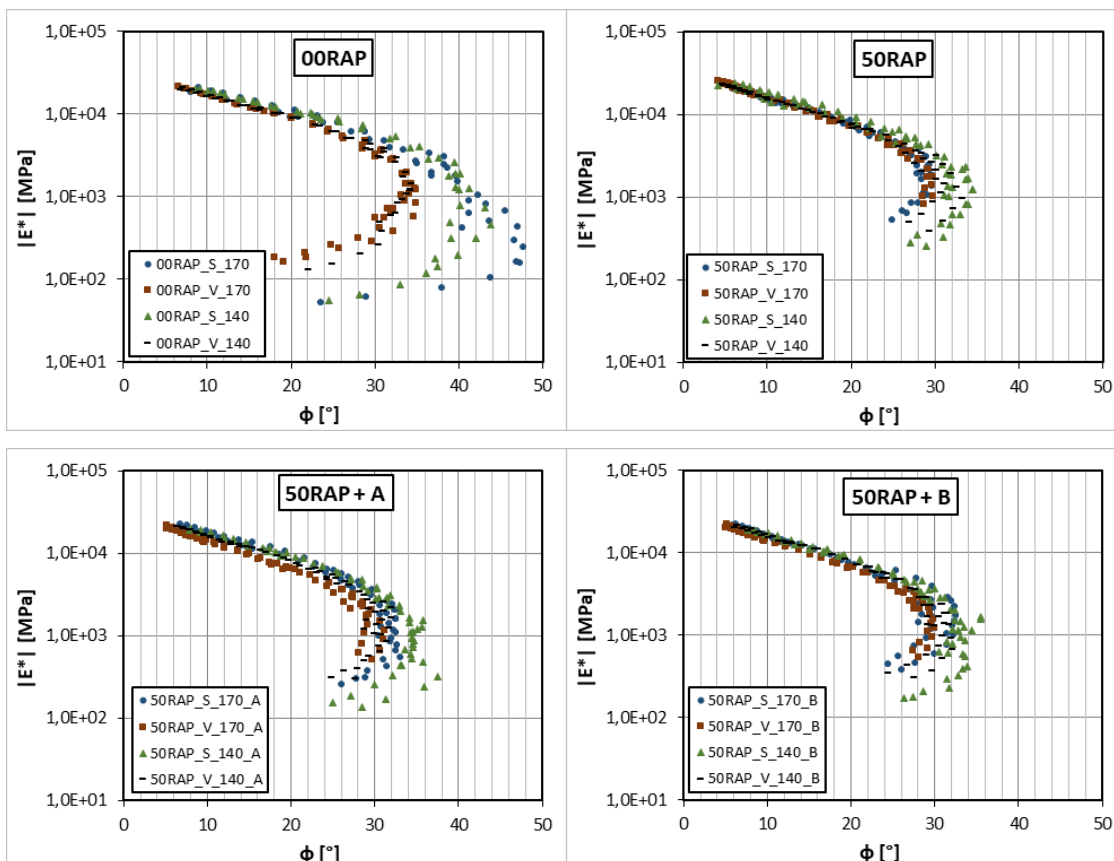 1,0E+05
00RAP
1,0E+04
1,0E+03
|E*| [MPa]
00RAP_S_170
1,0E+02
00RAP_V_170
00RAP_S_140
00RAP_V_140
1,0E+01
0 10 20 30 40 50
Φ [°]
1,0E+05
50RAP
1,0E+04
1,0E+03
|E*| [MPa]
50RAP_S_170
1,0E+02
50RAP_V_170
50RAP_S_140
50RAP_V_140
1,0E+01
0 10 20 30 40 50
Φ [°]
1,0E+05
50RAP + A
1,0E+04
1,0E+03
|E*| [MPa]
50RAP_S_170_A
1,0E+02
50RAP_V_170_A
50RAP_S_140_A
50RAP_V_140_A
1,0E+01
0 10 20 30 40 50
Φ [°]
1,0E+05
50RAP + B
1,0E+04
1,0E+03
|E*| [MPa]
50RAP_S_170_B
1,0E+02
50RAP_V_170_B
50RAP_S_140_B
50RAP_V_140_B
1,0E+01
0 10 20 30 40 50
Φ [°]